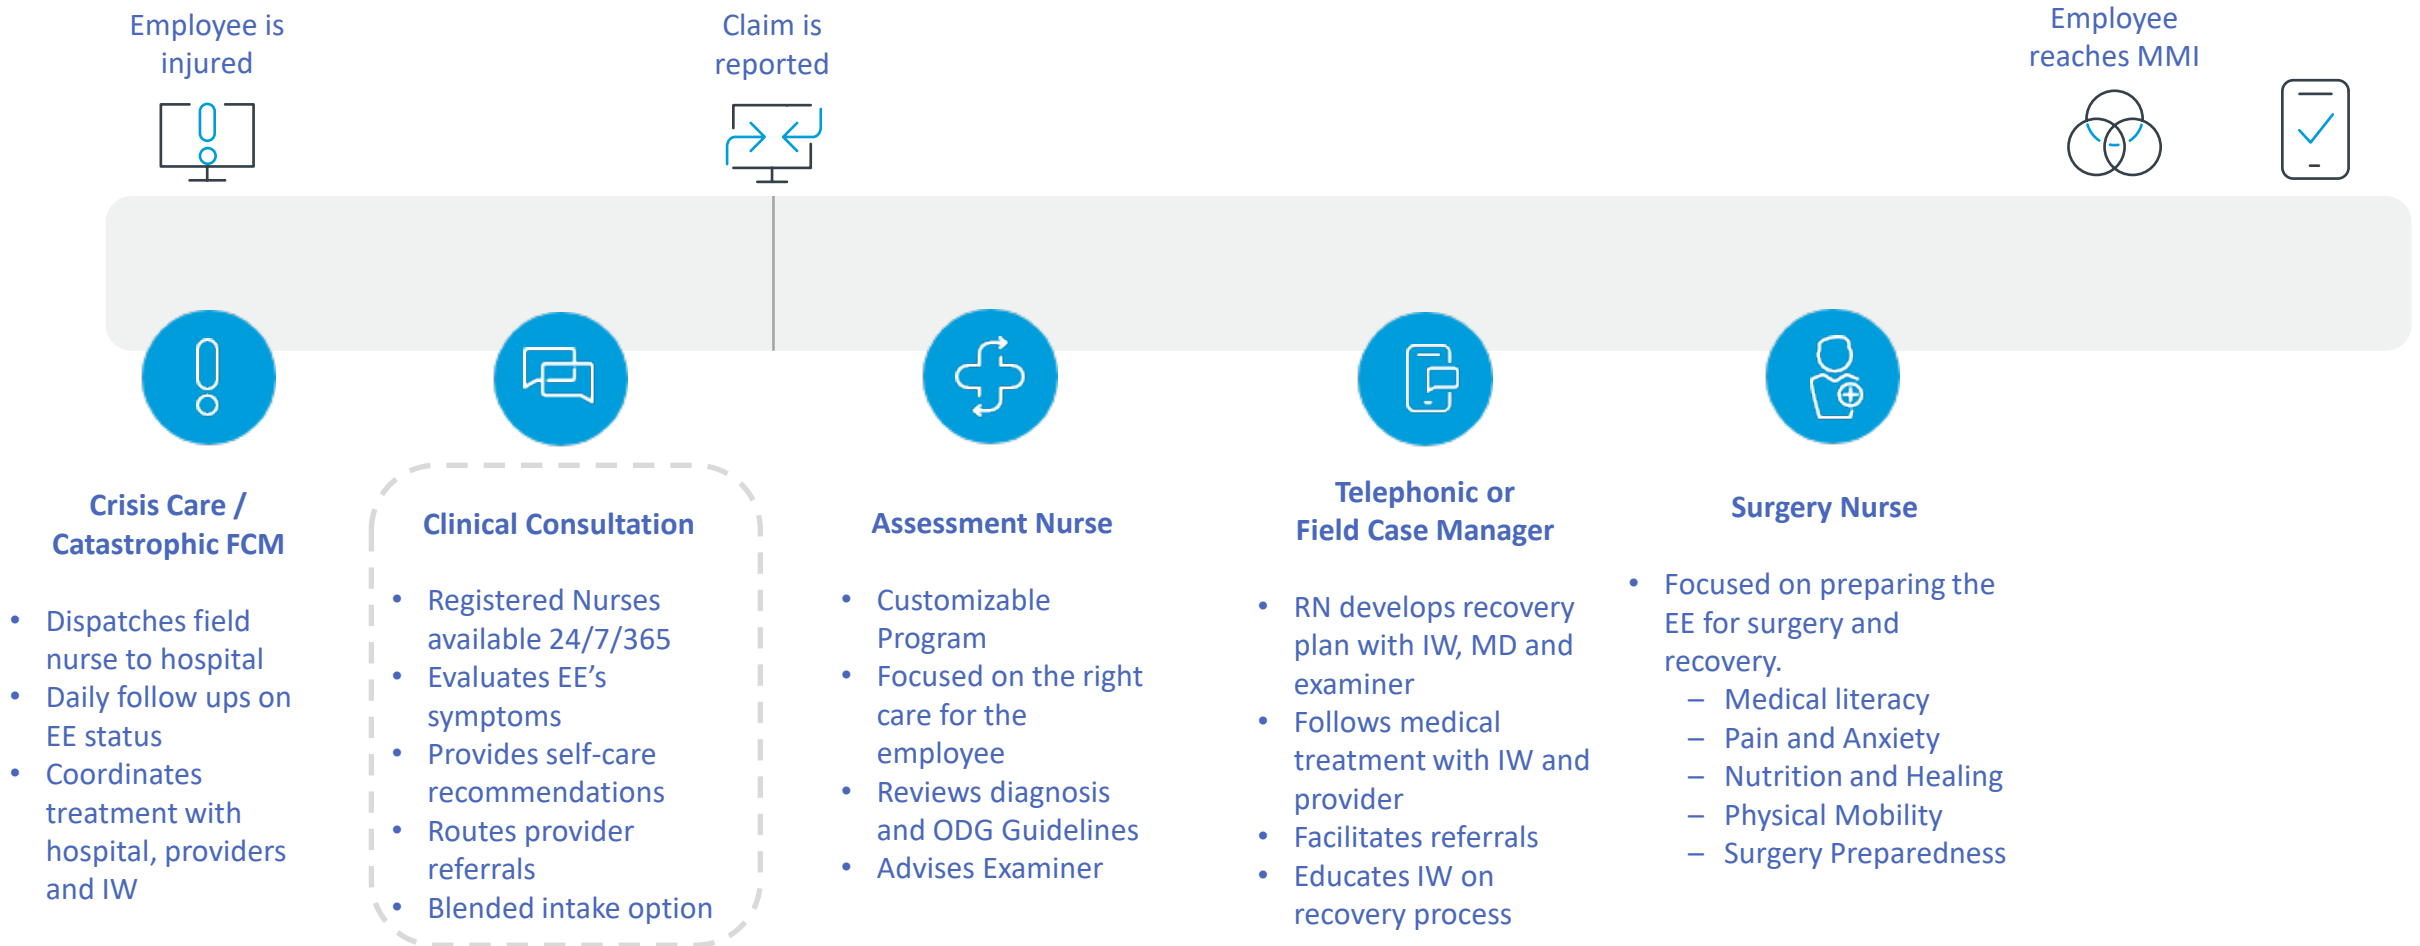 Employee is
injured
Claim is
reported
Employee
reaches MMI
Crisis Care /
Catastrophic FCM
• Dispatches field
nurse to hospital
• Daily follow ups on
EE status
• Coordinates
treatment with
hospital, providers
and IW
Clinical Consultation
• Registered Nurses
available 24/7/365
• Evaluates EE’s
symptoms
• Provides self-care
recommendations
• Routes provider
referrals
• Blended intake option
Assessment Nurse
• Customizable
Program
• Focused on the right
care for the
employee
• Reviews diagnosis
and ODG Guidelines
• Advises Examiner
Telephonic or
Field Case Manager
• RN develops recovery
plan with IW, MD and
examiner
• Follows medical
treatment with IW and
provider
• Facilitates referrals
• Educates IW on
recovery process
Surgery Nurse
• Focused on preparing the
EE for surgery and
recovery.
– Medical literacy
– Pain and Anxiety
– Nutrition and Healing
– Physical Mobility
– Surgery Preparedness